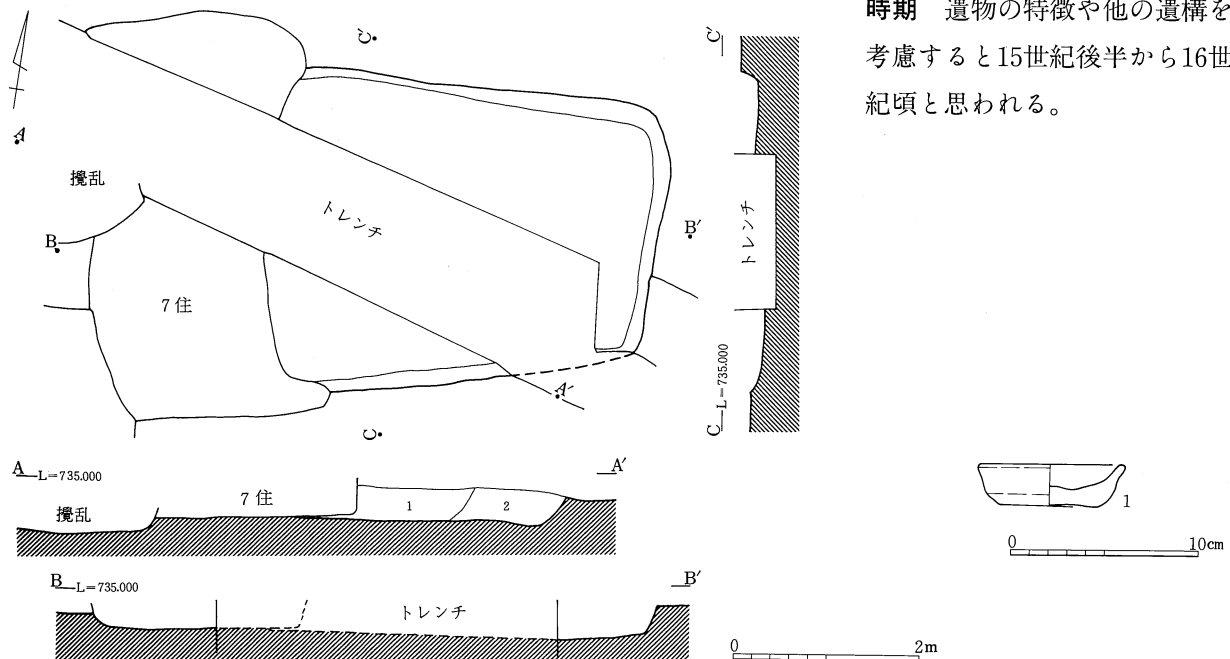 時期　遺物の特徴や他の遺構を
考慮すると15世紀後半から16世
紀頃と思われる。
C′
C′
A
攪乱
トレンチ
B
B′
トレンチ
7住
A′
C
C L=735.000
A L=735.000
A′
7住
攪乱
1
2
1
0
10cm
B L=735.000
B′
トレンチ
0
2m